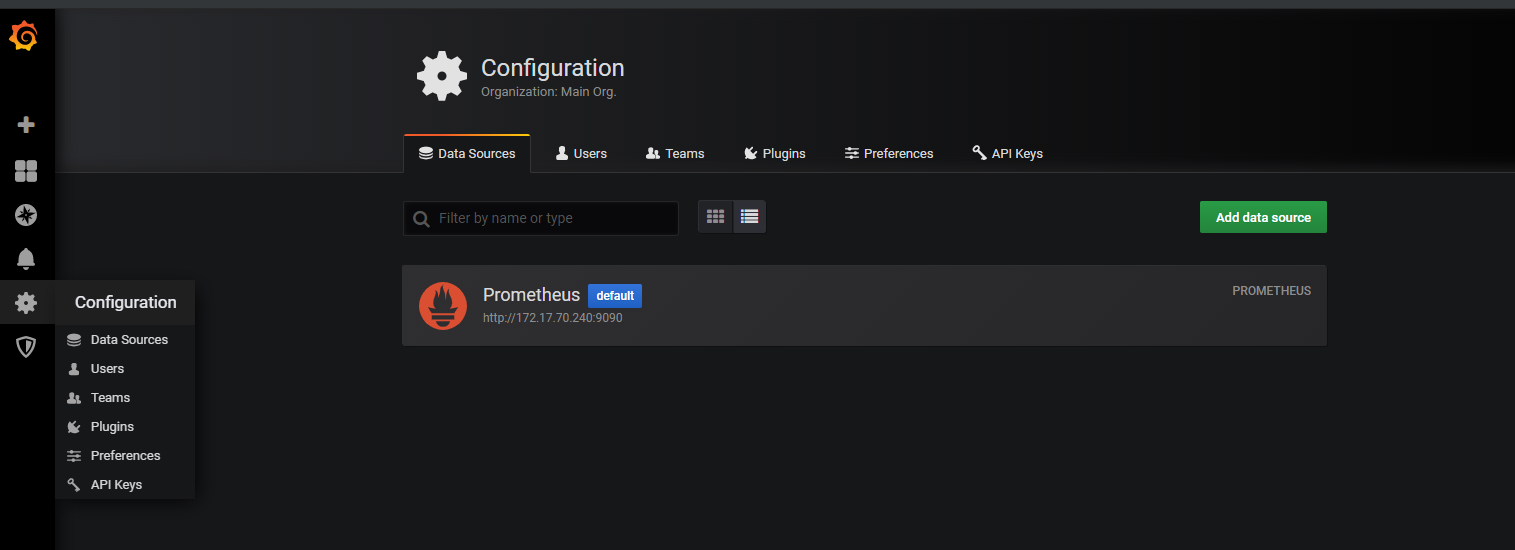 Configuration
Organization: Main Org.
Data Sources
Users
Teams
Plugins
Preferences
API Keys
Filter by name or type
Add data source
Prometheus default
PROMETHEUS
http://172.17.70.240:9090
Configuration
Data Sources
Users
Teams
Plugins
Preferences
API Keys